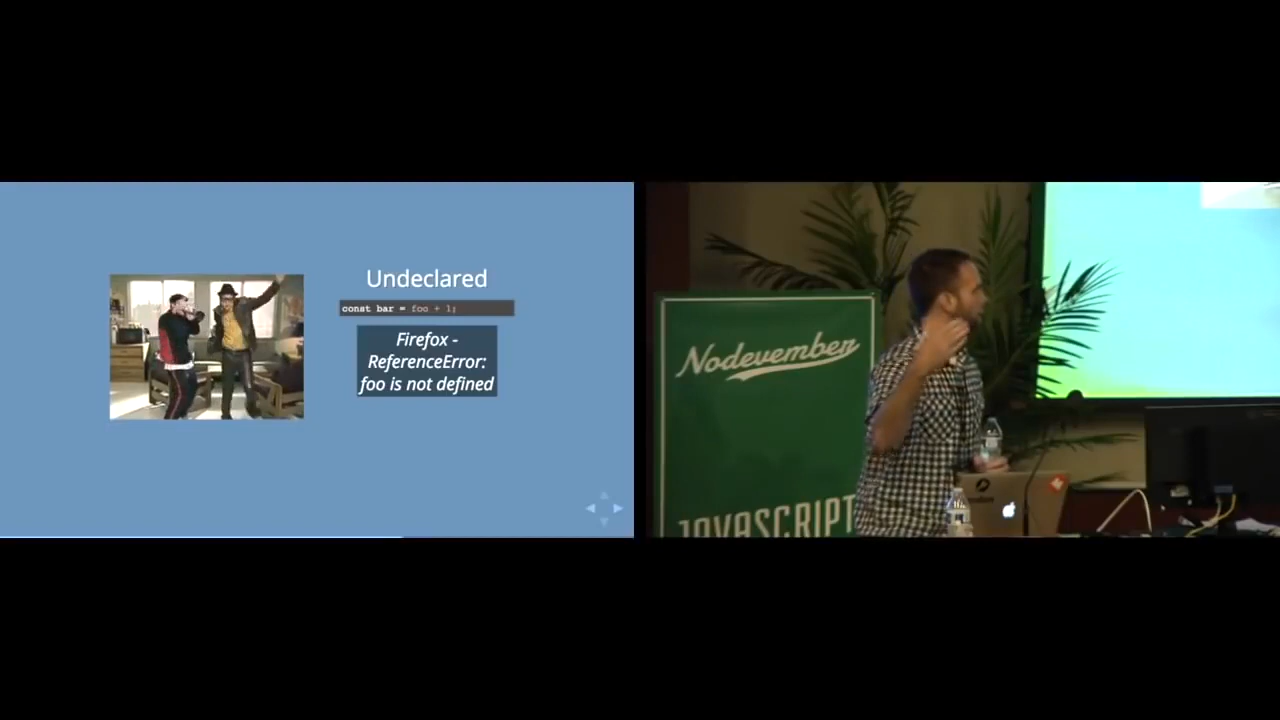 Undeclared
const bar = foo + 1;
Firefox -
ReferenceError:
foo is not defined
Nodevember
JAVASCRIPT